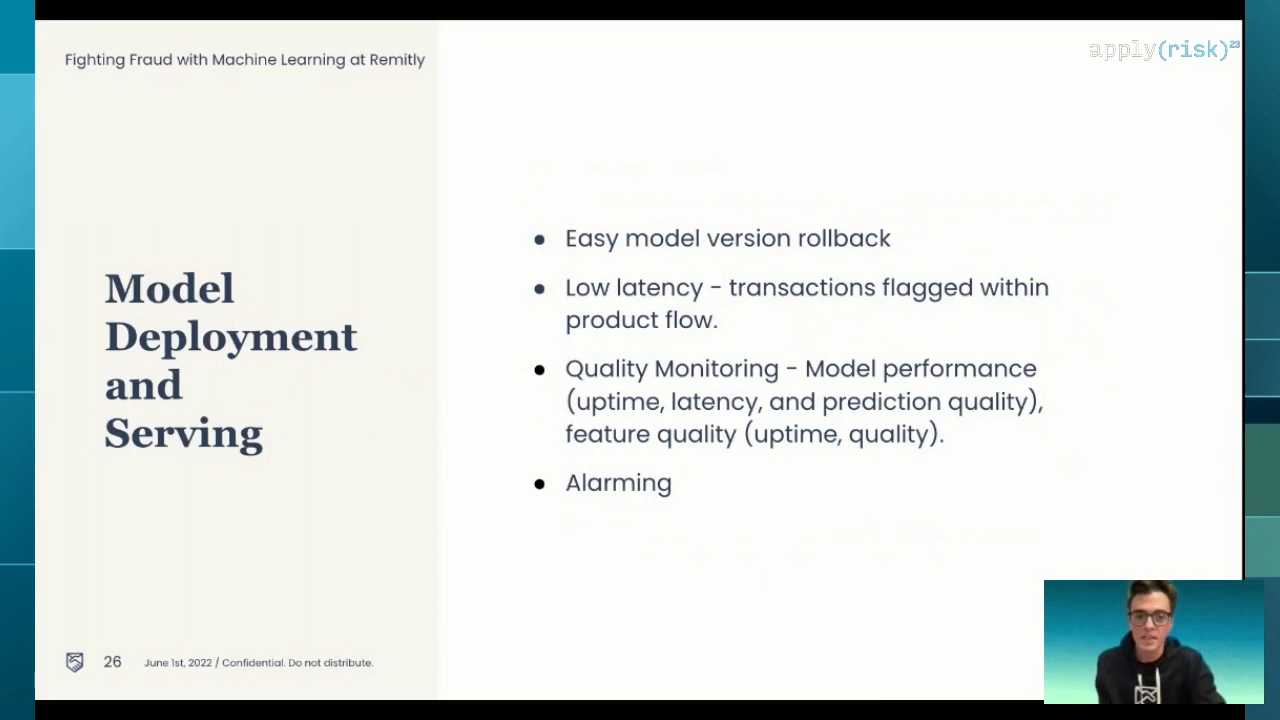 Fighting Fraud with Machine Learning at Remitly
apply(risk)²³
Model
Deployment
and
Serving
● Easy model version rollback
● Low latency - transactions flagged within
product flow.
● Quality Monitoring - Model performance
(uptime, latency, and prediction quality),
feature quality (uptime, quality).
● Alarming
26 June 1st, 2022 / Confidential. Do not distribute.